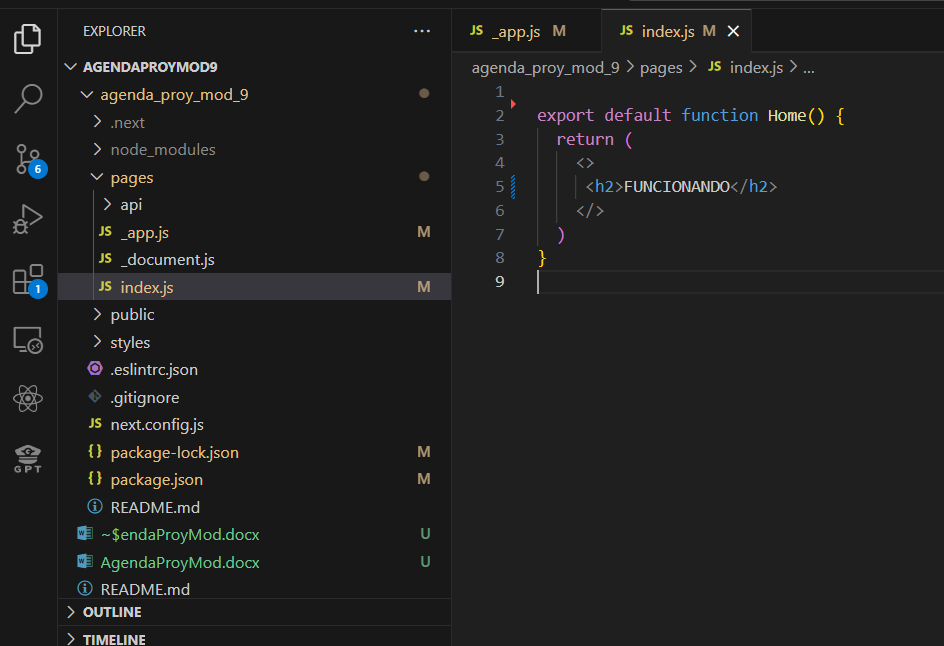 EXPLORER ...
AGENDAPROYMOD9
agenda_proy_mod_9
.next
node_modules
pages
api
JS _app.js M
JS _document.js
JS index.js M
public
styles
.eslintrc.json
.gitignore
JS next.config.js
{} package-lock.json M
{} package.json M
README.md
~$endaProyMod.docx U
AgendaProyMod.docx U
README.md
OUTLINE
TIMELINE
6
1
GPT
JS _app.js M JS index.js M
agenda_proy_mod_9 > pages > JS index.js > ...
1
2 export default function Home() {
3 return (
4 <>
5 <h2>FUNCIONANDO</h2>
6 </>
7 )
8 }
9